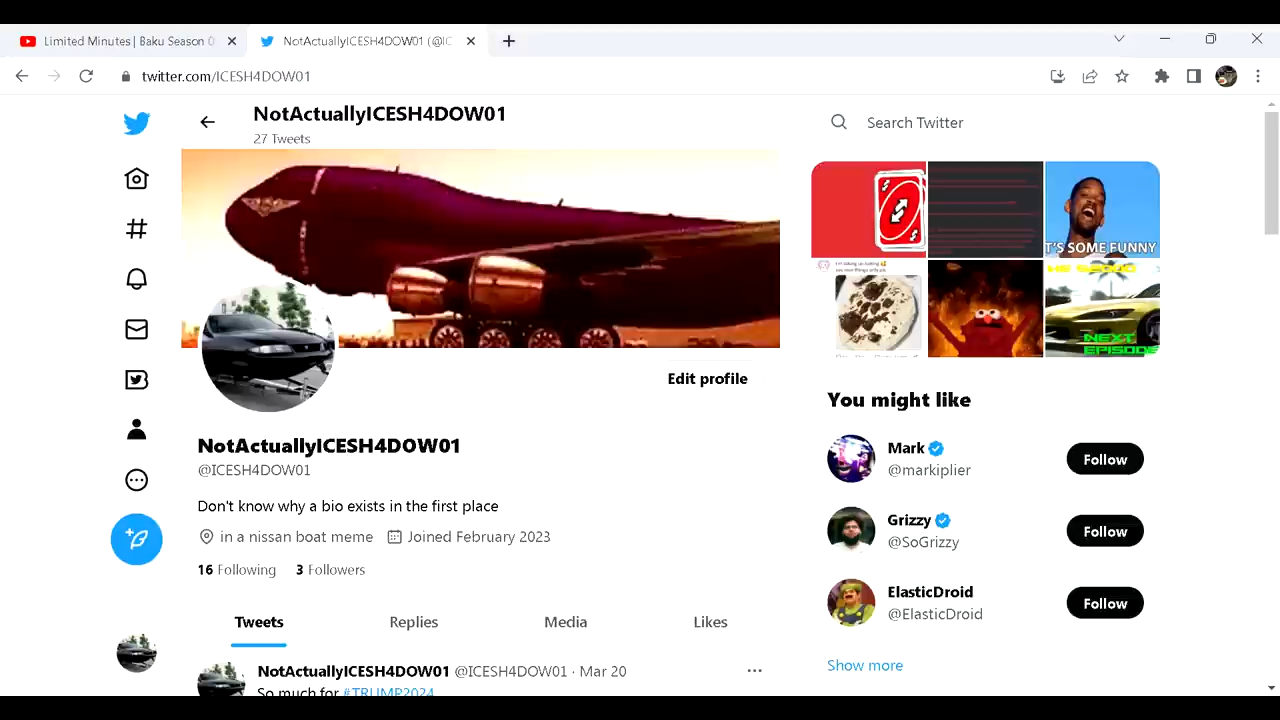 Limited Minutes | Baku Season 0
NotActuallyICESH4DOW01 (@IC
twitter.com/ICESH4DOW01
NotActuallyICESH4DOW01
27 Tweets
Search Twitter
T'S SOME FUNNY
NEXT
EPISODE
Edit profile
You might like
NotActuallyICESH4DOW01
@ICESH4DOW01
Don't know why a bio exists in the first place
in a nissan boat meme Joined February 2023
16 Following 3 Followers
Mark
@markiplier
Follow
Grizzy
@SoGrizzy
Follow
ElasticDroid
@ElasticDroid
Follow
Show more
Tweets Replies Media Likes
NotActuallyICESH4DOW01 @ICESH4DOW01 · Mar 20
So much for #TRUMP2024